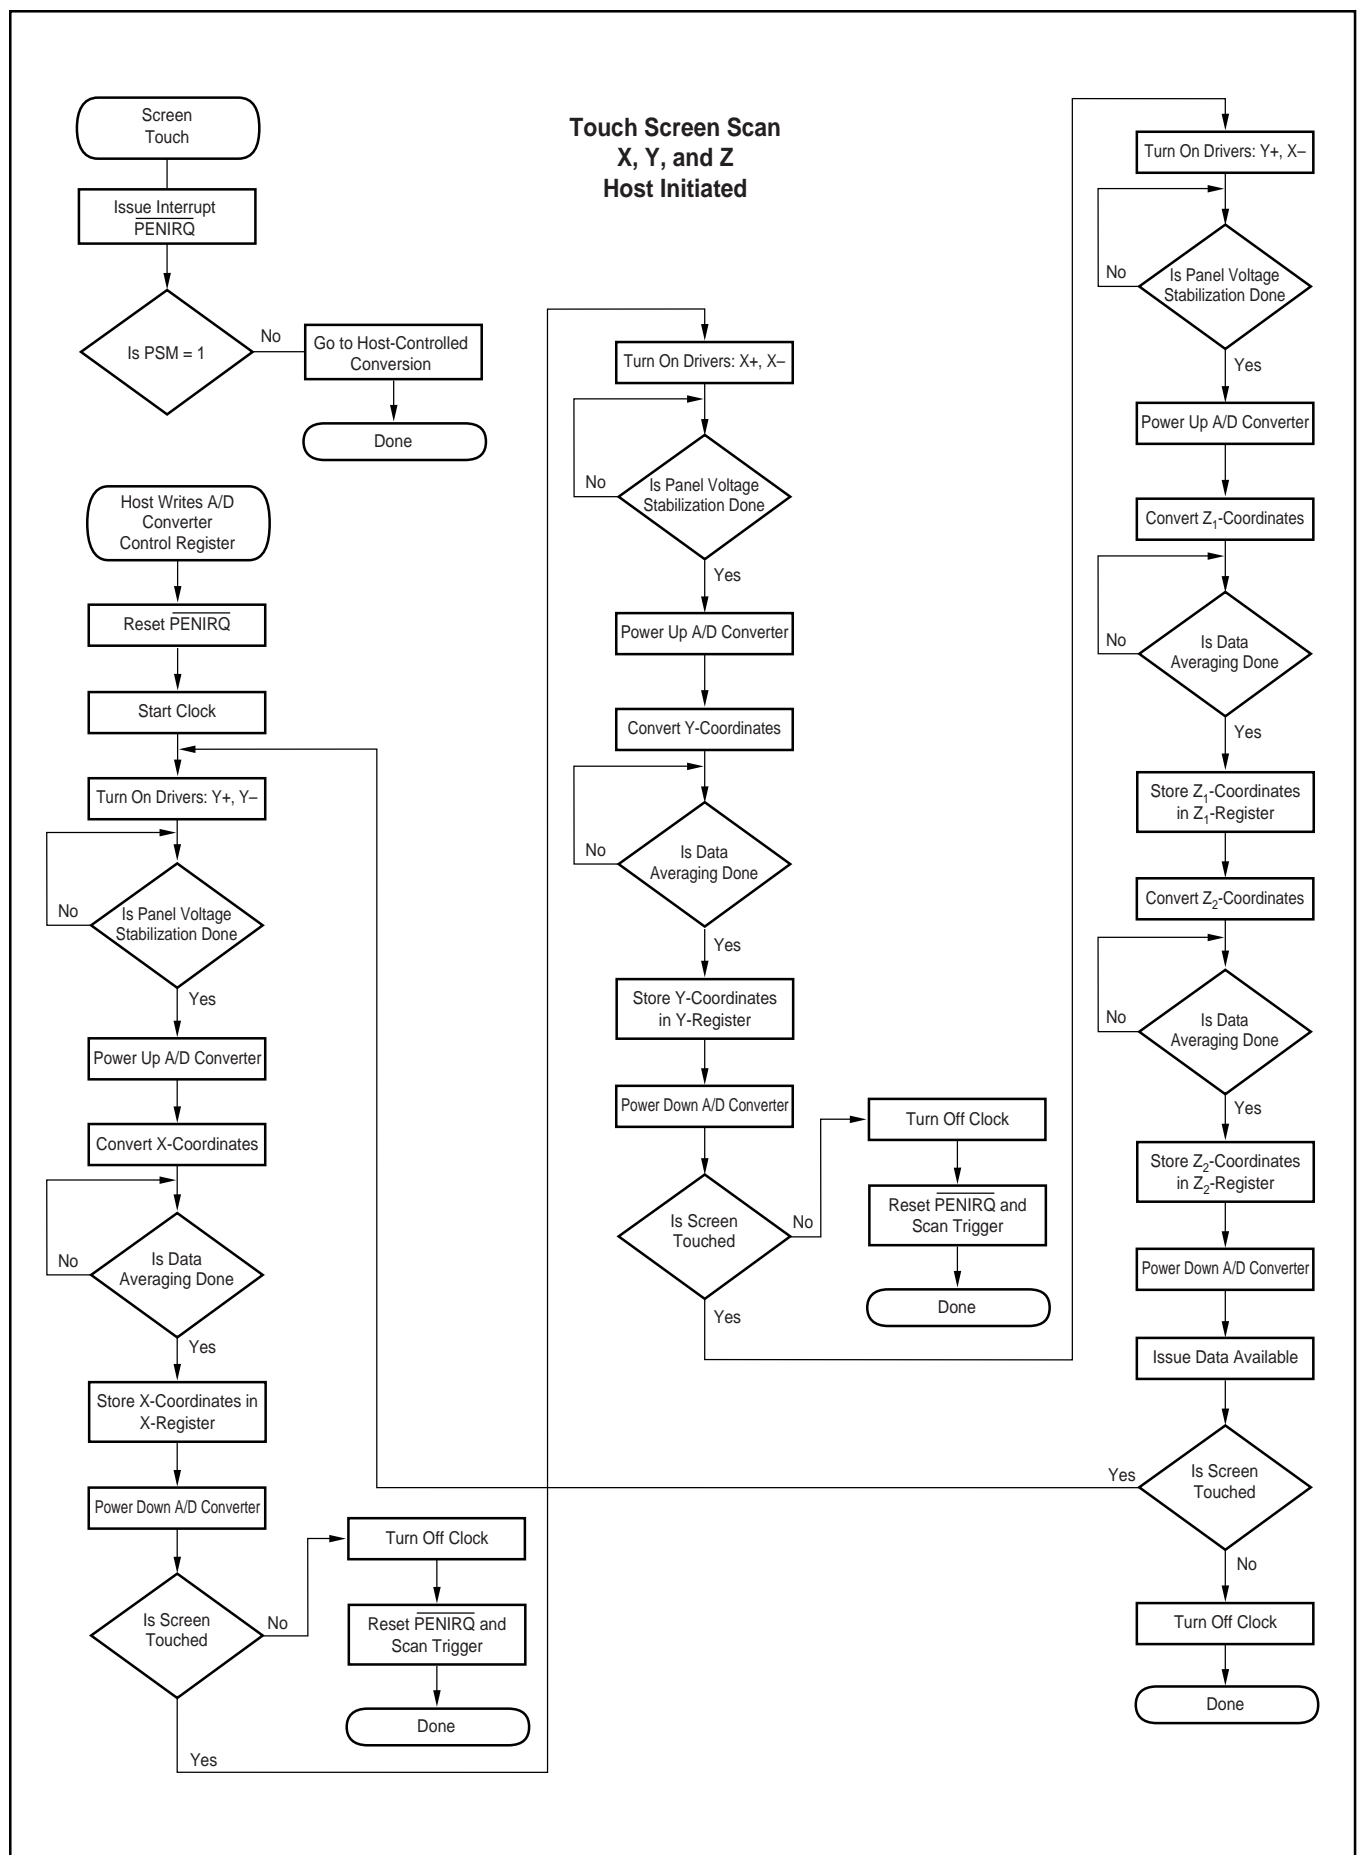 Touch Screen Scan
X, Y, and Z
Host Initiated
Screen
Touch
Issue Interrupt
PENIRQ
Is PSM = 1
No
Go to Host-Controlled
Conversion
Done
Host Writes A/D
Converter
Control Register
Reset PENIRQ
Start Clock
Turn On Drivers: Y+, Y–
Is Panel Voltage
Stabilization Done
No
Yes
Power Up A/D Converter
Convert X-Coordinates
Is Data
Averaging Done
No
Yes
Store X-Coordinates in
X-Register
Power Down A/D Converter
Is Screen
Touched
No
Turn Off Clock
Reset PENIRQ and
Scan Trigger
Done
Yes
Turn On Drivers: X+, X–
Is Panel Voltage
Stabilization Done
No
Yes
Power Up A/D Converter
Convert Y-Coordinates
Is Data
Averaging Done
No
Yes
Store Y-Coordinates
in Y-Register
Power Down A/D Converter
Is Screen
Touched
No
Turn Off Clock
Reset PENIRQ and
Scan Trigger
Done
Yes
Turn On Drivers: Y+, X–
Is Panel Voltage
Stabilization Done
No
Yes
Power Up A/D Converter
Convert Z1-Coordinates
Is Data
Averaging Done
No
Yes
Store Z1-Coordinates
in Z1-Register
Convert Z2-Coordinates
Is Data
Averaging Done
No
Yes
Store Z2-Coordinates
in Z2-Register
Power Down A/D Converter
Issue Data Available
Is Screen
Touched
Yes
No
Turn Off Clock
Done